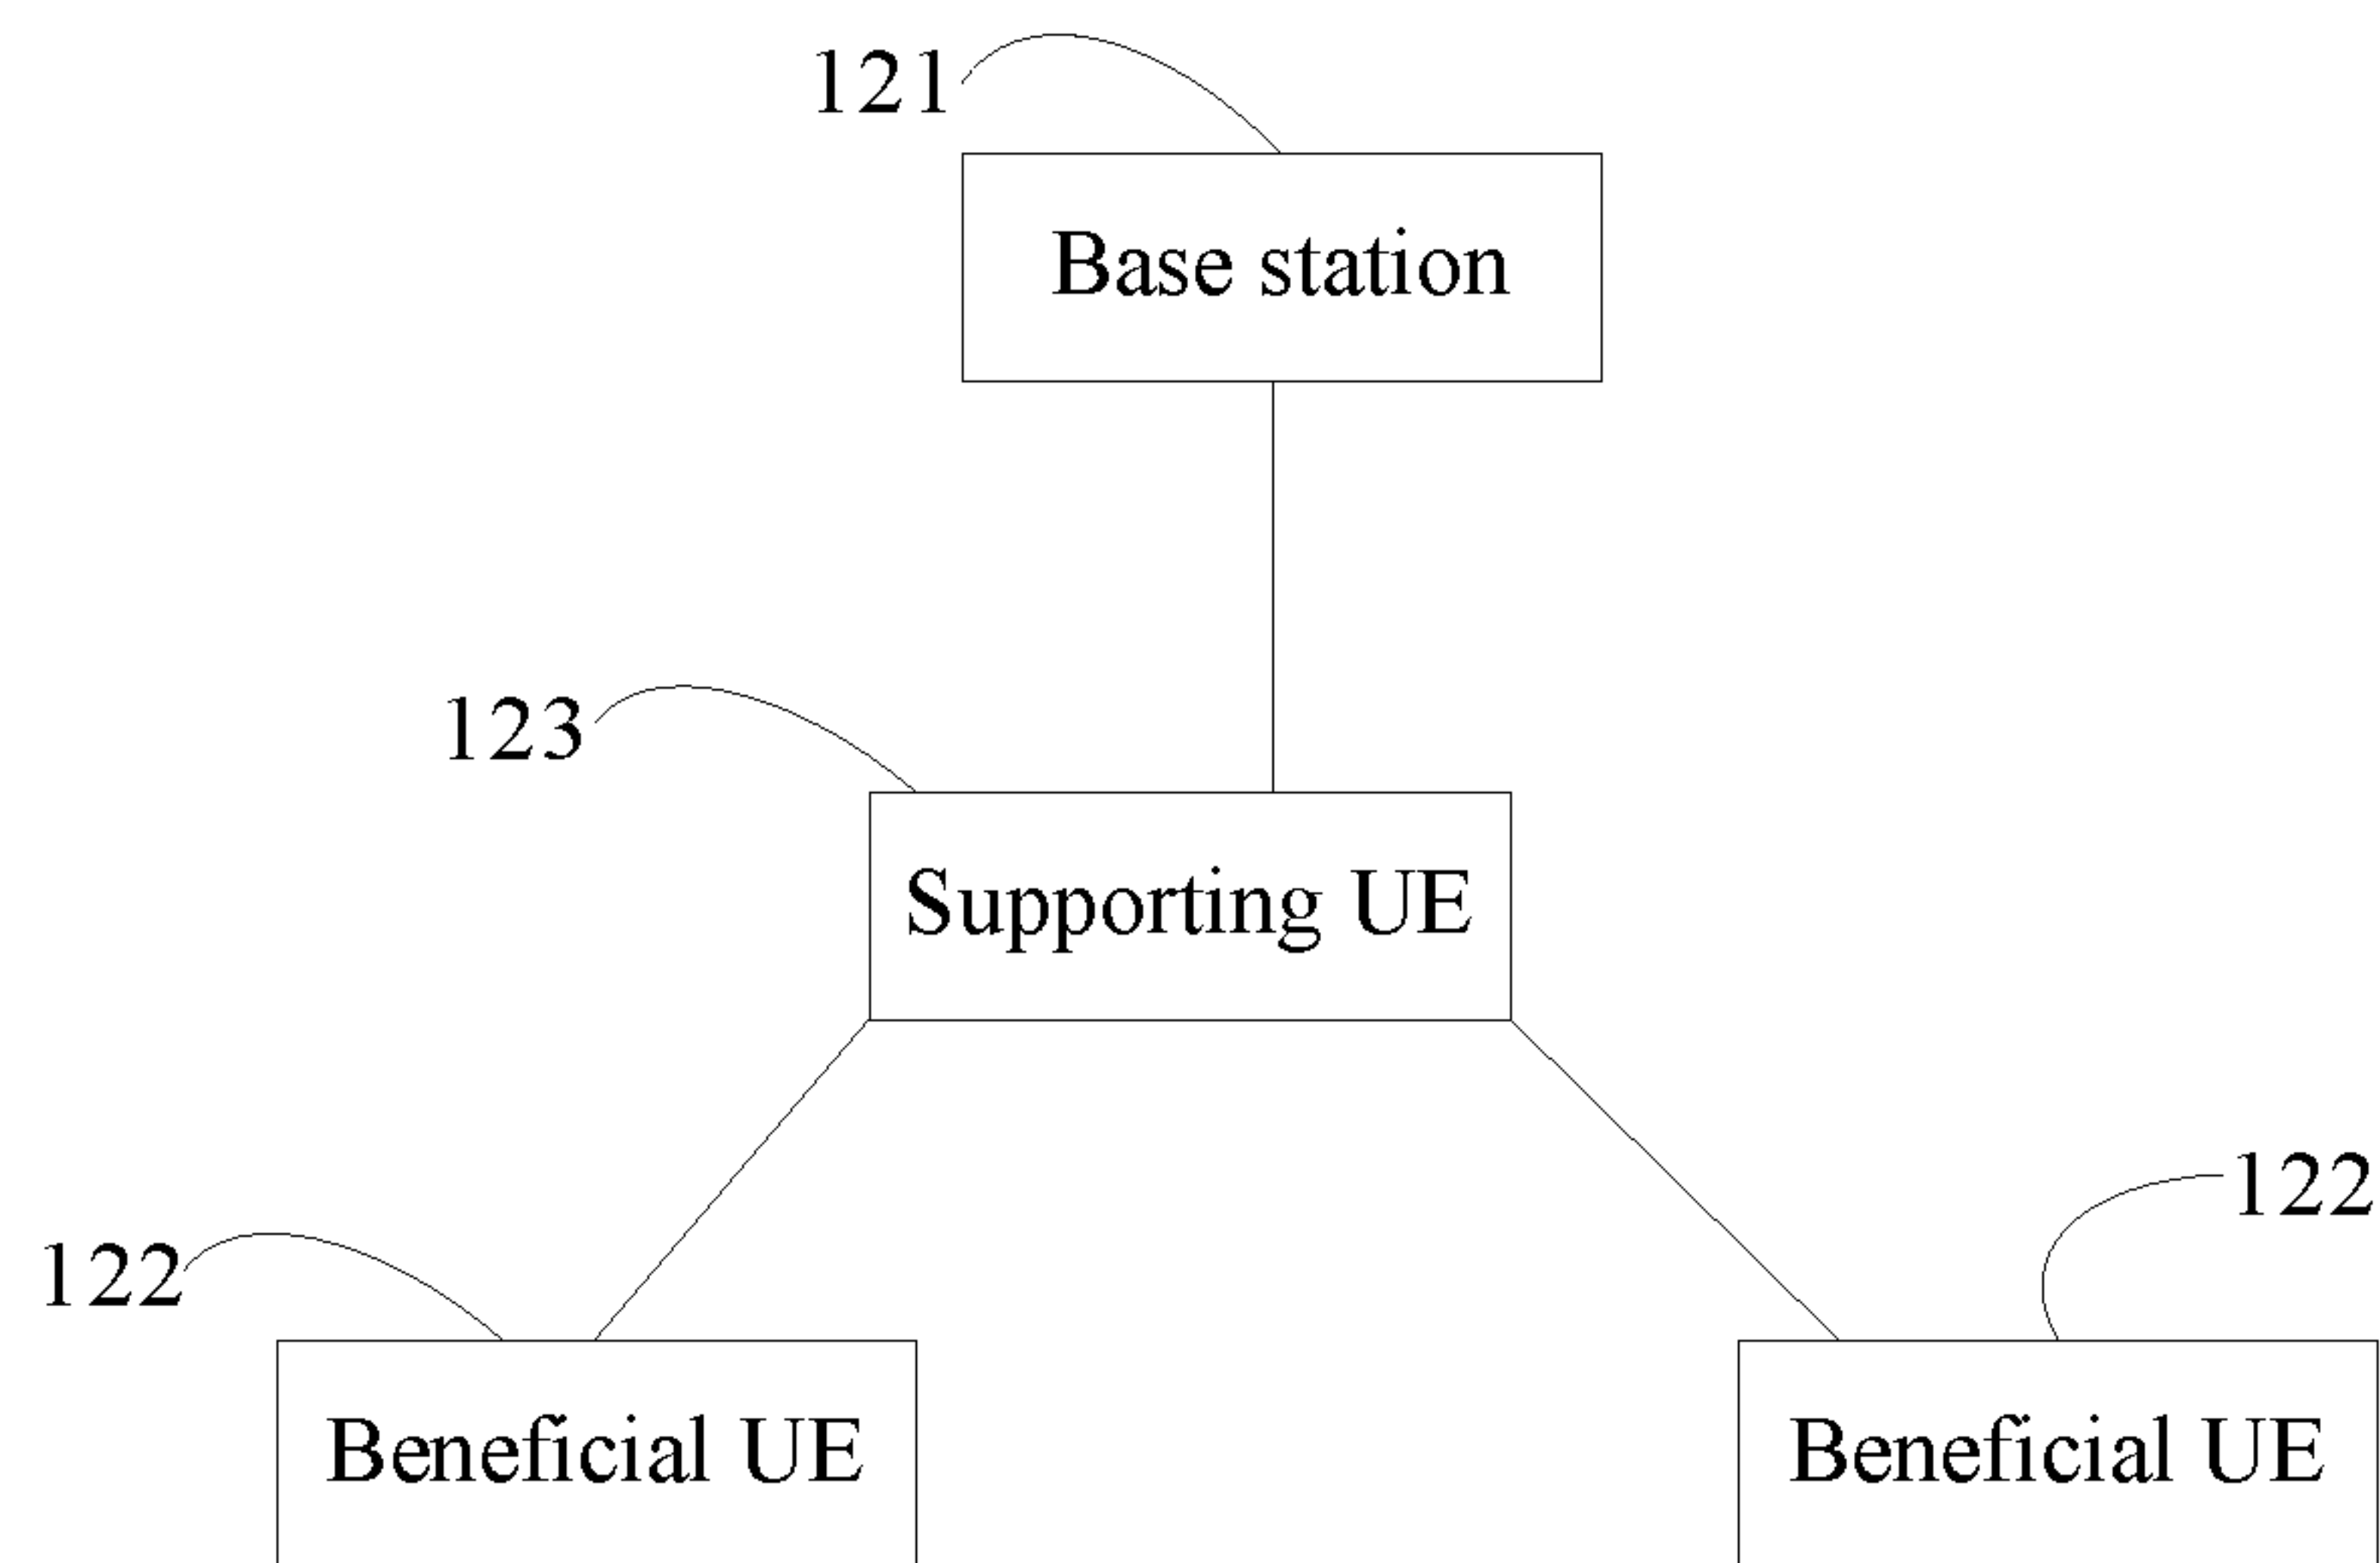 121
Base station
123
Supporting UE
122
122
Beneficial UE
Beneficial UE